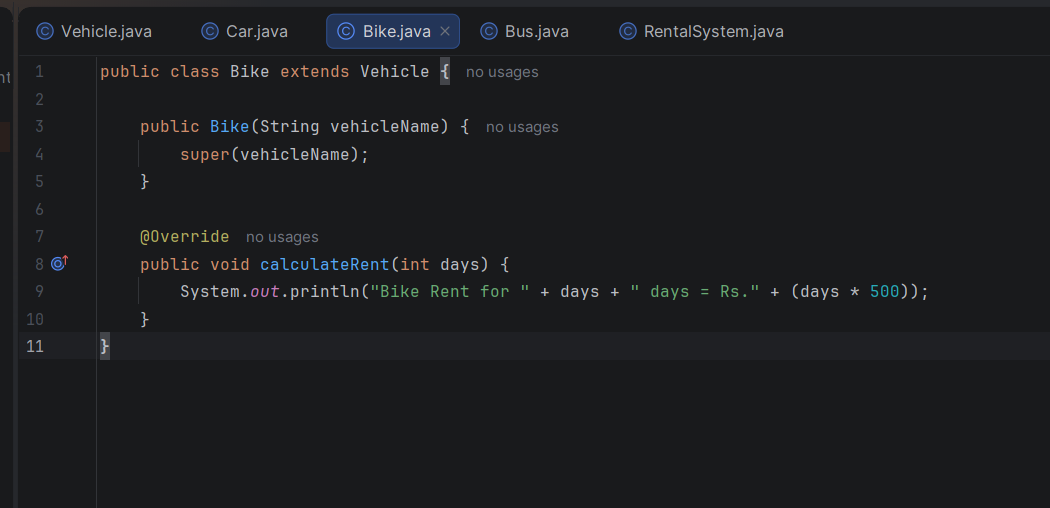 Vehicle.java Car.java Bike.java Bus.java RentalSystem.java
nt
1 public class Bike extends Vehicle { no usages
2
3 public Bike(String vehicleName) { no usages
4 super(vehicleName);
5 }
6
7 @Override no usages
8 public void calculateRent(int days) {
9 System.out.println("Bike Rent for " + days + " days = Rs." + (days * 500));
10 }
11 }